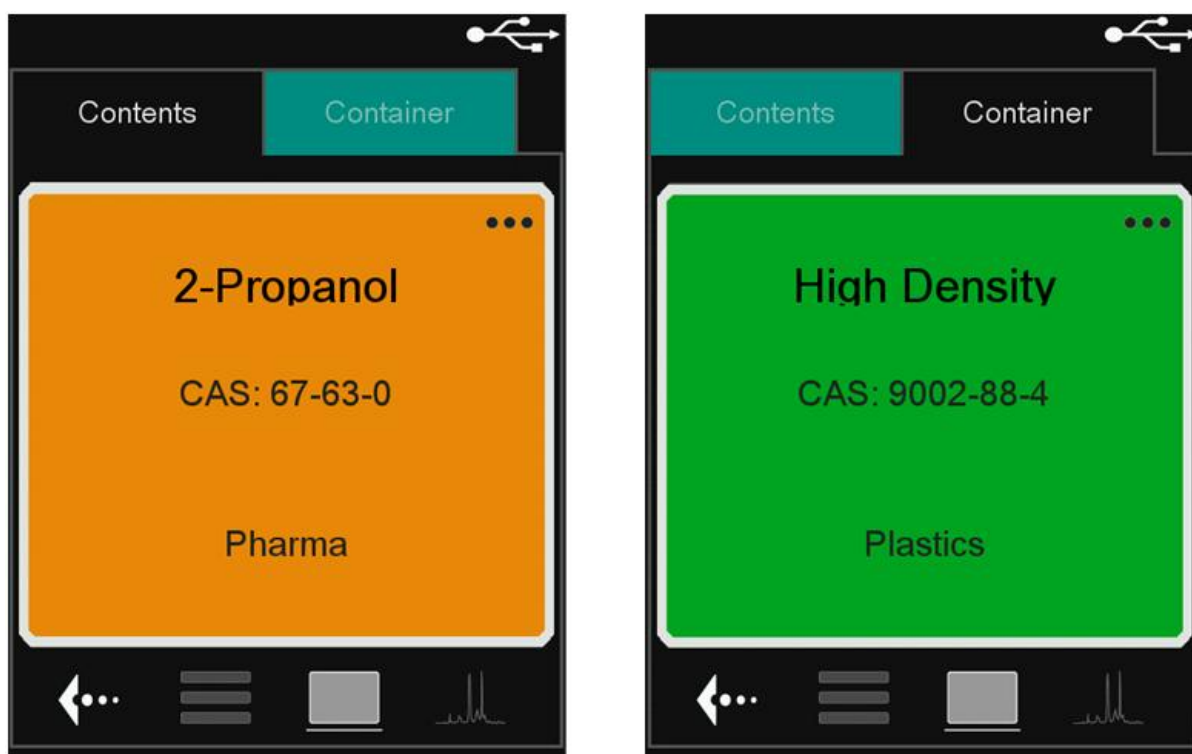 Contents
Container
2-Propanol
CAS: 67-63-0
Pharma
Contents
Container
High Density
CAS: 9002-88-4
Plastics